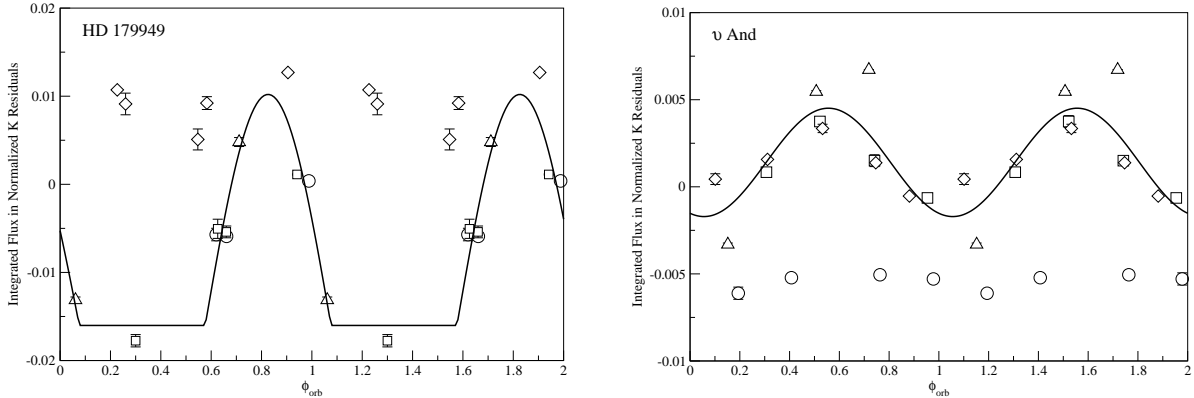 HD 179949
0.02
0.01
0
-0.01
-0.02
Integrated Flux in Normalized K Residuals
0 0.2 0.4 0.6 0.8 1 1.2 1.4 1.6 1.8 2
ϕorb
υ And
0.01
0.005
0
-0.005
-0.01
Integrated Flux in Normalized K Residuals
0 0.2 0.4 0.6 0.8 1 1.2 1.4 1.6 1.8 2
ϕorb